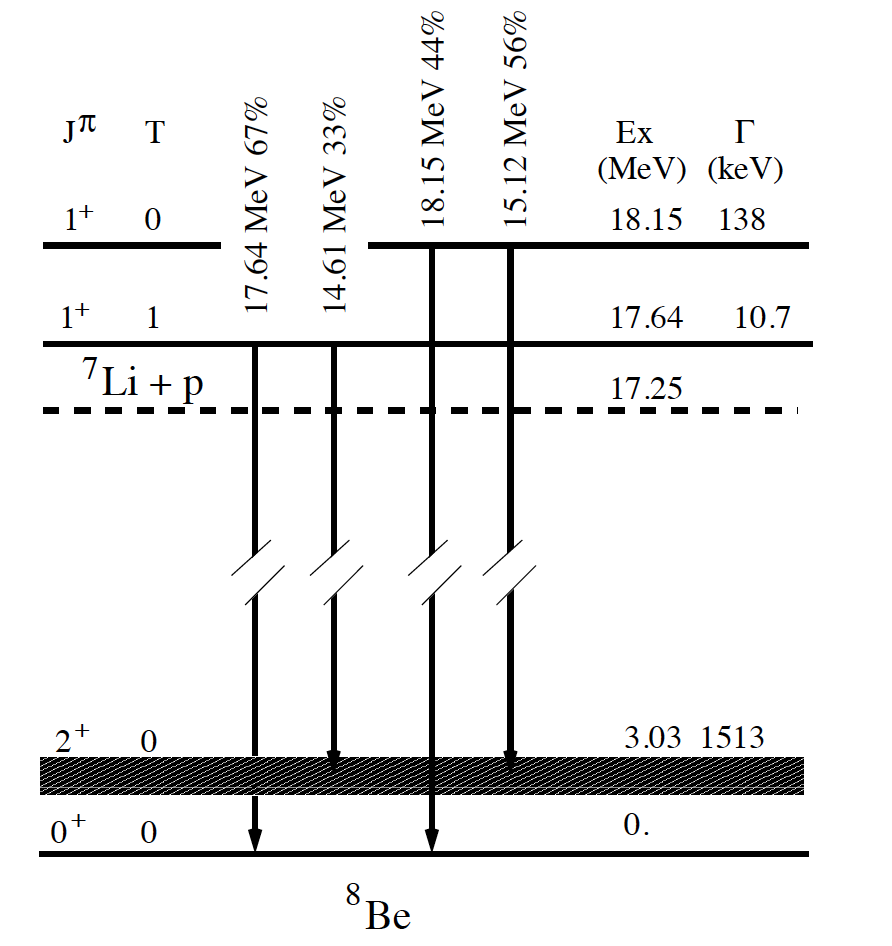 17.64 MeV 67%
14.61 MeV 33%
18.15 MeV 44%
15.12 MeV 56%
Jπ T Ex Γ
(MeV) (keV)
1+ 0 18.15 138
1+ 1 17.64 10.7
7Li + p 17.25
2+ 0 3.03 1513
0+ 0 0.
8Be